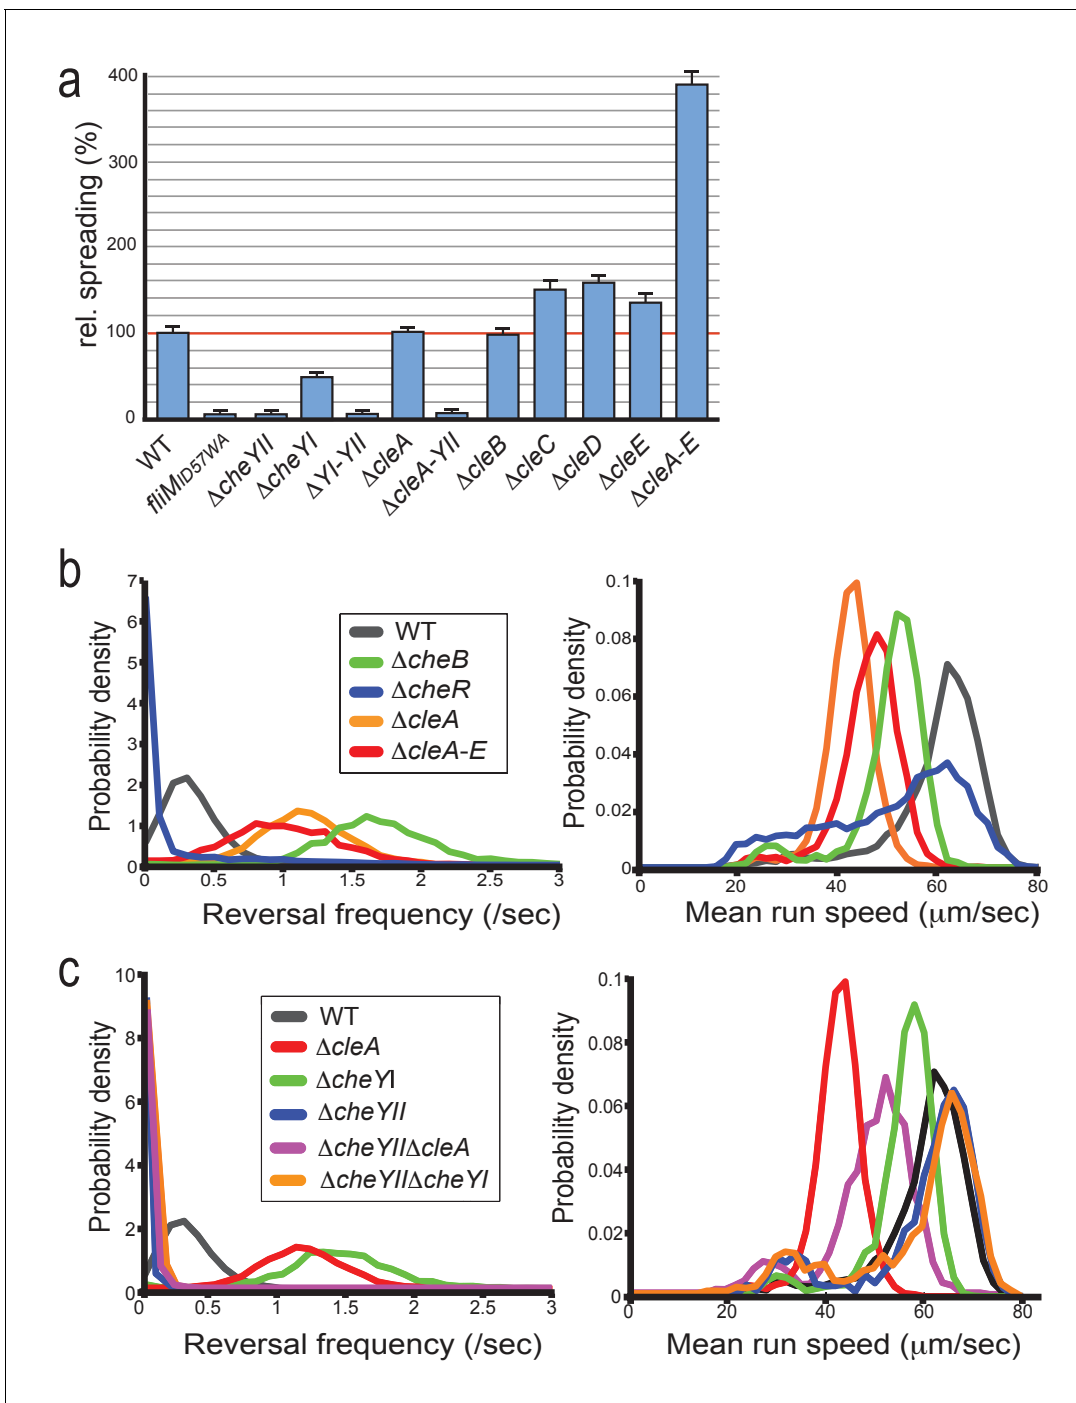 a
rel. spreading (%)
400
300
200
100
0
WT
fliMID57WA
ΔcheYII
ΔcheYI
ΔYI-YII
ΔcleA
ΔcleA-YII
ΔcleB
ΔcleC
ΔcleD
ΔcleE
ΔcleA-E
b
Probability density
7
6
5
4
3
2
1
0
0 0.5 1 1.5 2 2.5 3
Reversal frequency (/sec)
WT
ΔcheB
ΔcheR
ΔcleA
ΔcleA-E
Probability density
0.1
0.08
0.06
0.04
0.02
0
0 20 40 60 80
Mean run speed (μm/sec)
c
Probability density
10
8
6
4
2
0
0 0.5 1 1.5 2 2.5 3
Reversal frequency (/sec)
WT
ΔcleA
ΔcheYI
ΔcheYII
ΔcheYIIΔcleA
ΔcheYIIΔcheYI
Probability density
0.1
0.08
0.06
0.04
0.02
0
0 20 40 60 80
Mean run speed (μm/sec)